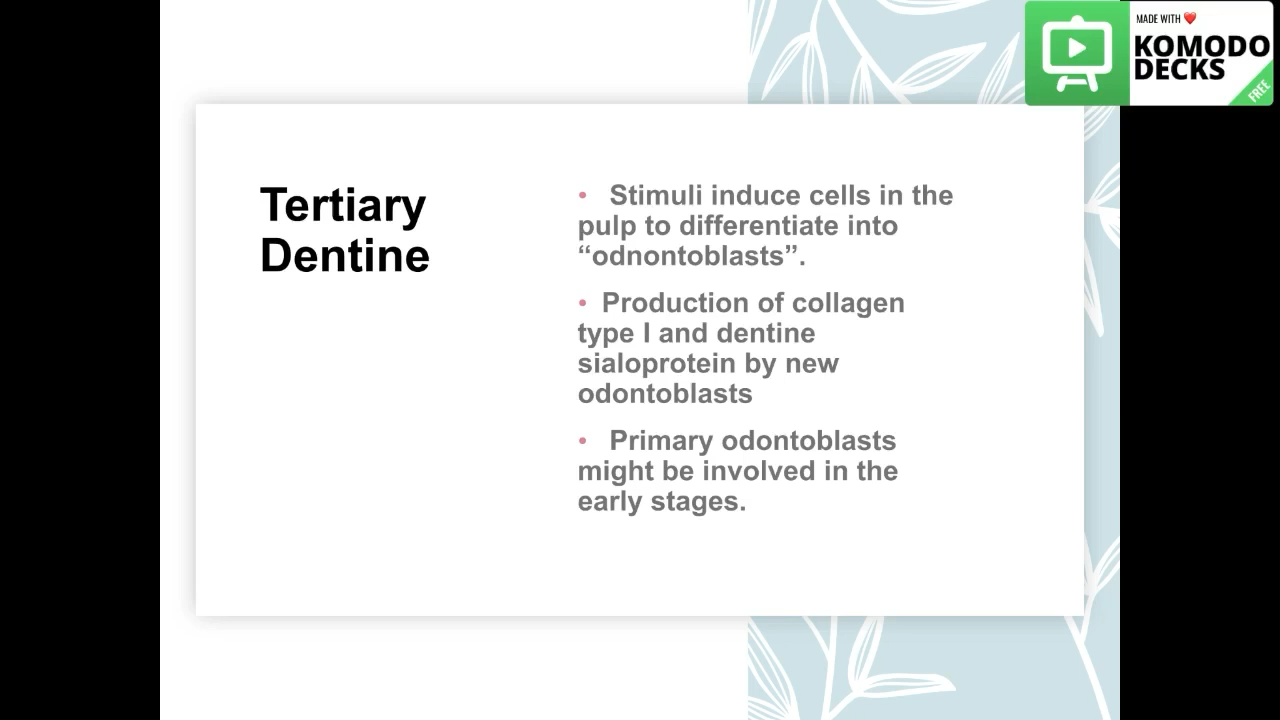 MADE WITH ❤️
KOMODO
DECKS
FREE
Tertiary
Dentine
• Stimuli induce cells in the
pulp to differentiate into
“odnontoblasts”.
• Production of collagen
type I and dentine
sialoprotein by new
odontoblasts
• Primary odontoblasts
might be involved in the
early stages.